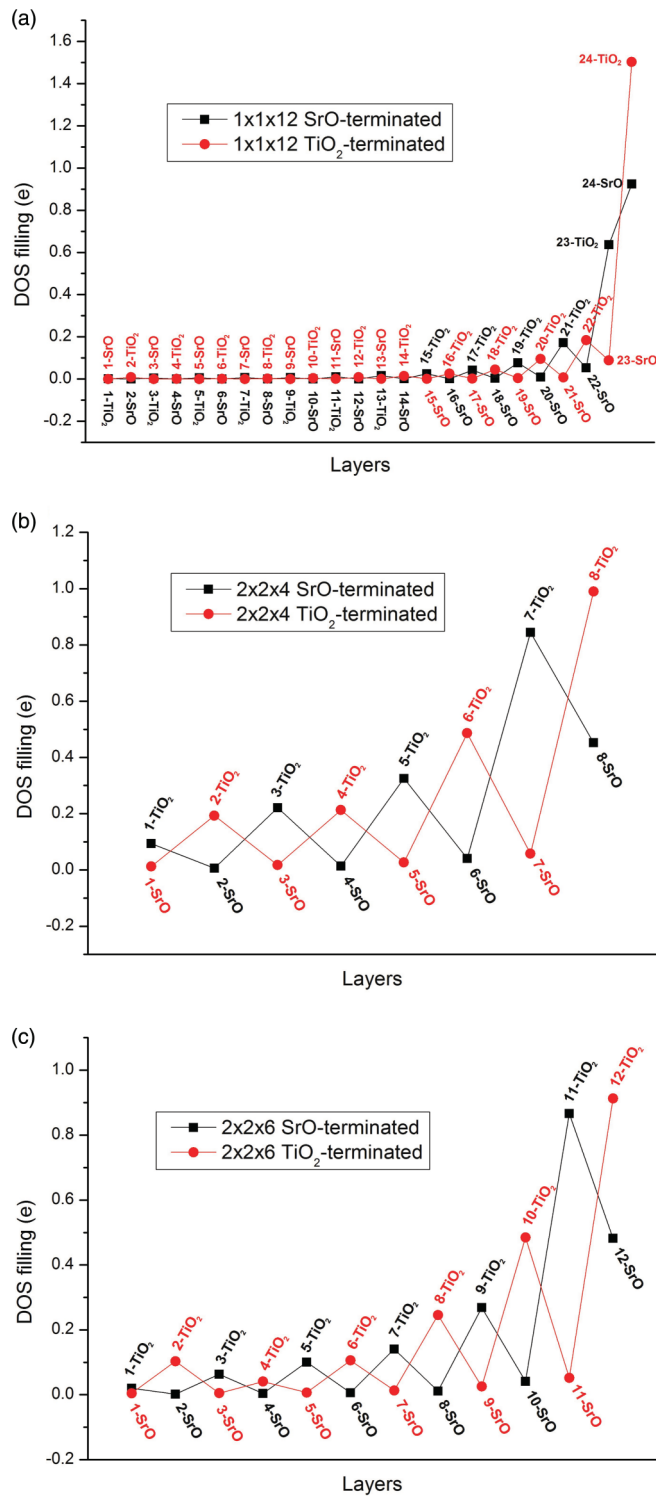 (a)
1.6
1.4
1.2
1.0
0.8
0.6
0.4
0.2
0.0
-0.2
DOS filling (e)
1x1x12 SrO-terminated
1x1x12 TiO₂-terminated
24-TiO₂
24-SrO
23-TiO₂
23-SrO
1-SrO
2-TiO₂
3-SrO
4-TiO₂
5-SrO
6-TiO₂
7-SrO
8-TiO₂
9-SrO
10-TiO₂
11-SrO
12-TiO₂
13-SrO
14-TiO₂
15-TiO₂
16-TiO₂
17-TiO₂
18-TiO₂
19-TiO₂
20-TiO₂
21-TiO₂
22-TiO₂
1-TiO₂
2-SrO
3-TiO₂
4-SrO
5-TiO₂
6-SrO
7-TiO₂
8-SrO
9-TiO₂
10-SrO
11-TiO₂
12-SrO
13-TiO₂
14-SrO
15-SrO
16-SrO
17-SrO
18-SrO
19-SrO
20-SrO
21-SrO
22-SrO
Layers
(b)
1.2
1.0
0.8
0.6
0.4
0.2
0.0
-0.2
DOS filling (e)
2x2x4 SrO-terminated
2x2x4 TiO₂-terminated
1-TiO₂
2-TiO₂
3-TiO₂
4-TiO₂
5-TiO₂
6-TiO₂
7-TiO₂
8-TiO₂
1-SrO
2-SrO
3-SrO
4-SrO
5-SrO
6-SrO
7-SrO
8-SrO
Layers
(c)
1.0
0.8
0.6
0.4
0.2
0.0
-0.2
DOS filling (e)
2x2x6 SrO-terminated
2x2x6 TiO₂-terminated
1-TiO₂
2-TiO₂
3-TiO₂
4-TiO₂
5-TiO₂
6-TiO₂
7-TiO₂
8-TiO₂
9-TiO₂
10-TiO₂
11-TiO₂
12-TiO₂
1-SrO
2-SrO
3-SrO
4-SrO
5-SrO
6-SrO
7-SrO
8-SrO
9-SrO
10-SrO
11-SrO
12-SrO
Layers